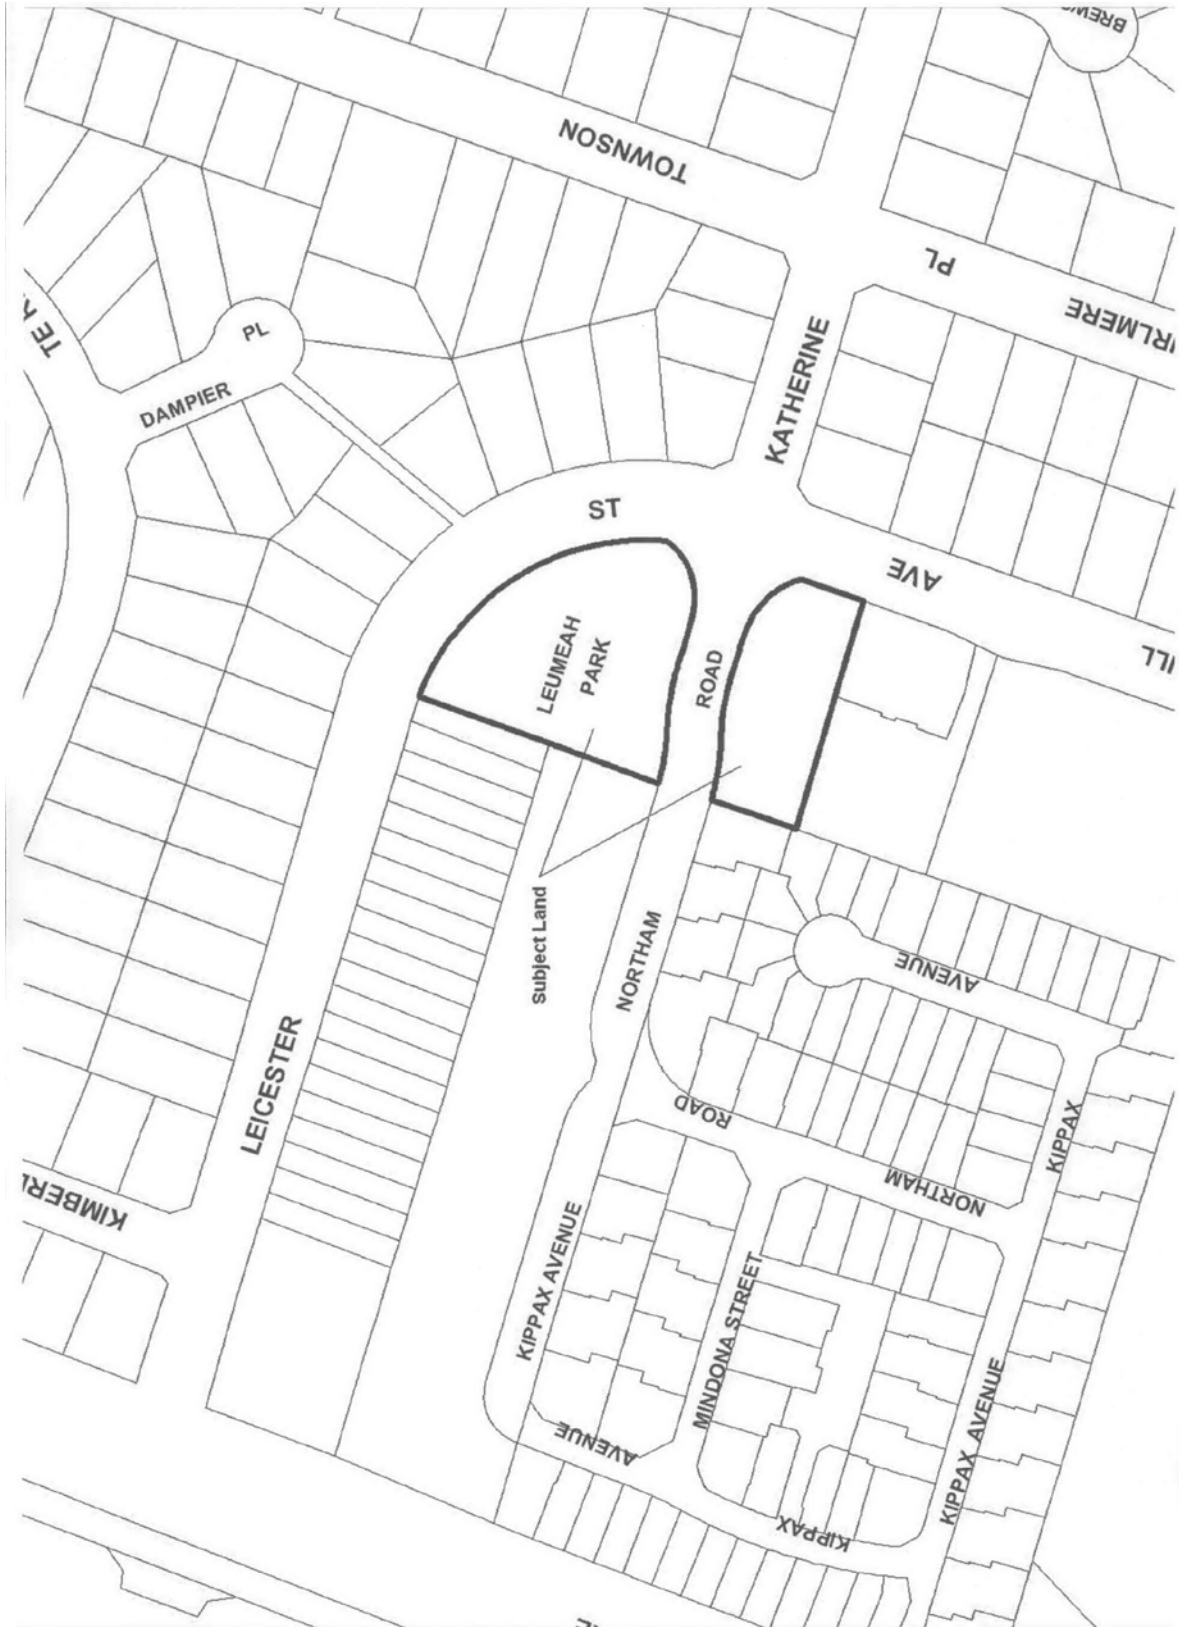 BREWS
TOWNSON
PL
IRLMERE
TE K
PL
DAMPIER
KATHERINE
ST
AVE
ILL
LEUMEAH
PARK
ROAD
Subject Land
NORTHAM
AVENUE
LEICESTER
ROAD
KIPPAX
NORTHAM
KIMBERL
KIPPAX AVENUE
MINDONA STREET
AVENUE
KIPPAX AVENUE
KIPPAX